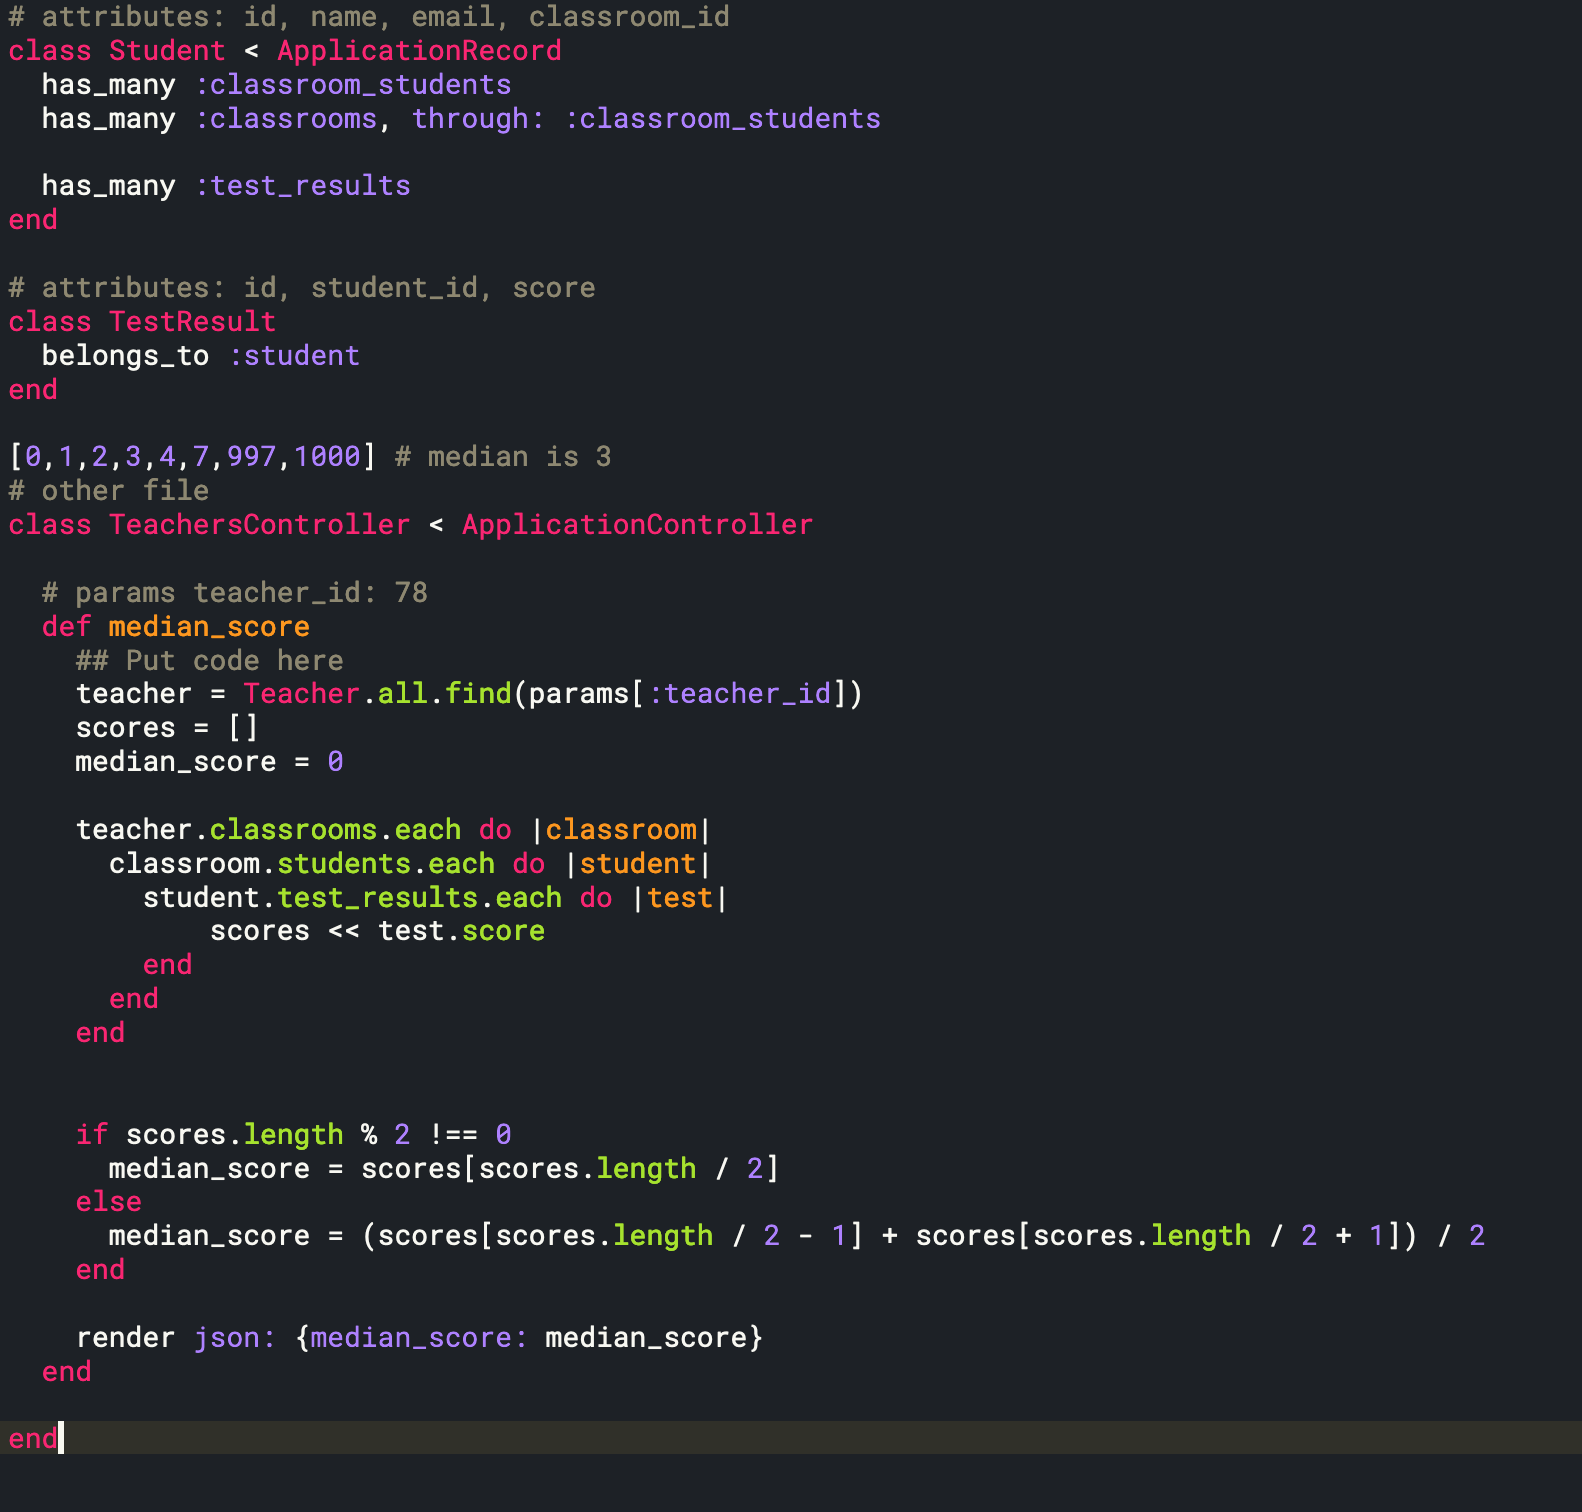 # attributes: id, name, email, classroom_id
class Student < ApplicationRecord
  has_many :classroom_students
  has_many :classrooms, through: :classroom_students

  has_many :test_results
end

# attributes: id, student_id, score
class TestResult
  belongs_to :student
end

[0,1,2,3,4,7,997,1000] # median is 3
# other file
class TeachersController < ApplicationController

  # params teacher_id: 78
  def median_score
    ## Put code here
    teacher = Teacher.all.find(params[:teacher_id])
    scores = []
    median_score = 0

    teacher.classrooms.each do |classroom|
      classroom.students.each do |student|
        student.test_results.each do |test|
            scores << test.score
        end
      end
    end


    if scores.length % 2 !== 0
      median_score = scores[scores.length / 2]
    else
      median_score = (scores[scores.length / 2 - 1] + scores[scores.length / 2 + 1]) / 2
    end

    render json: {median_score: median_score}
  end

end